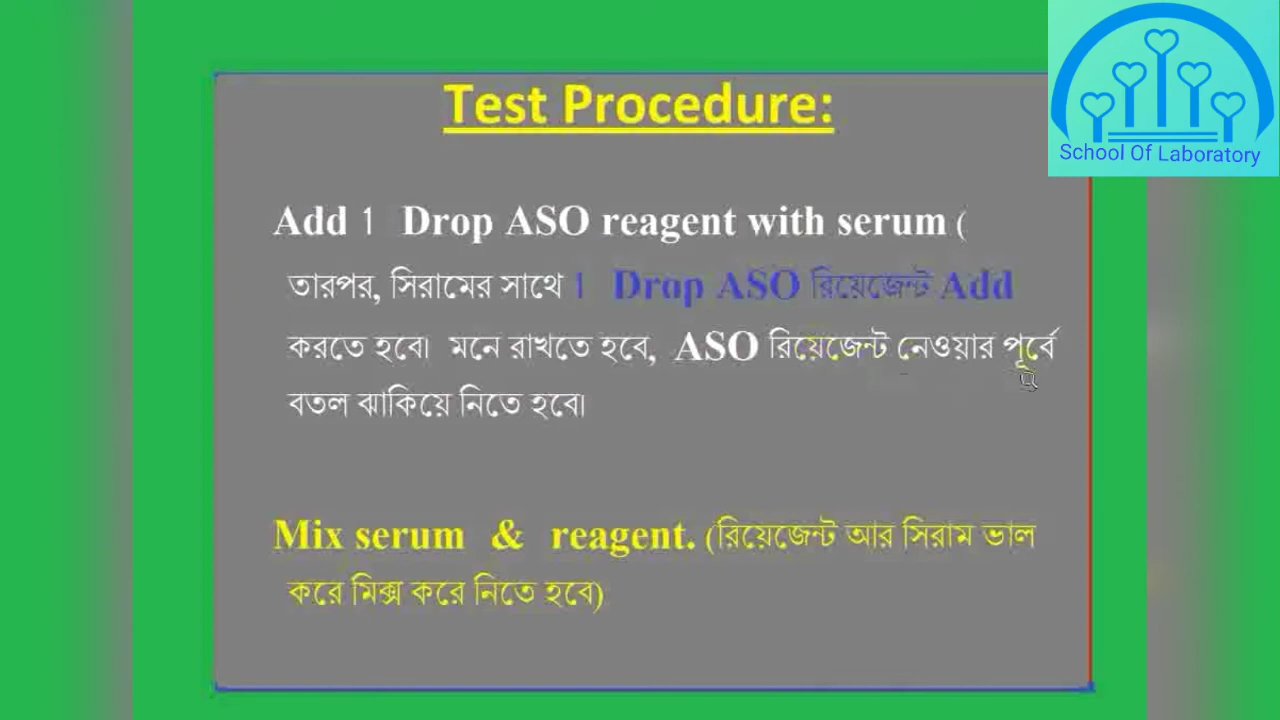 School Of Laboratory
Test Procedure:
Add 1 Drop ASO reagent with serum (
তারপর, সিরামের সাথে 1 Drop ASO রিয়েজেন্ট Add
করতে হবে। মনে রাখতে হবে, ASO রিয়েজেন্ট নেওয়ার পূর্বে
বতল ঝাকিয়ে নিতে হবে।
Mix serum & reagent. (রিয়েজেন্ট আর সিরাম ভাল
করে মিক্স করে নিতে হবে)